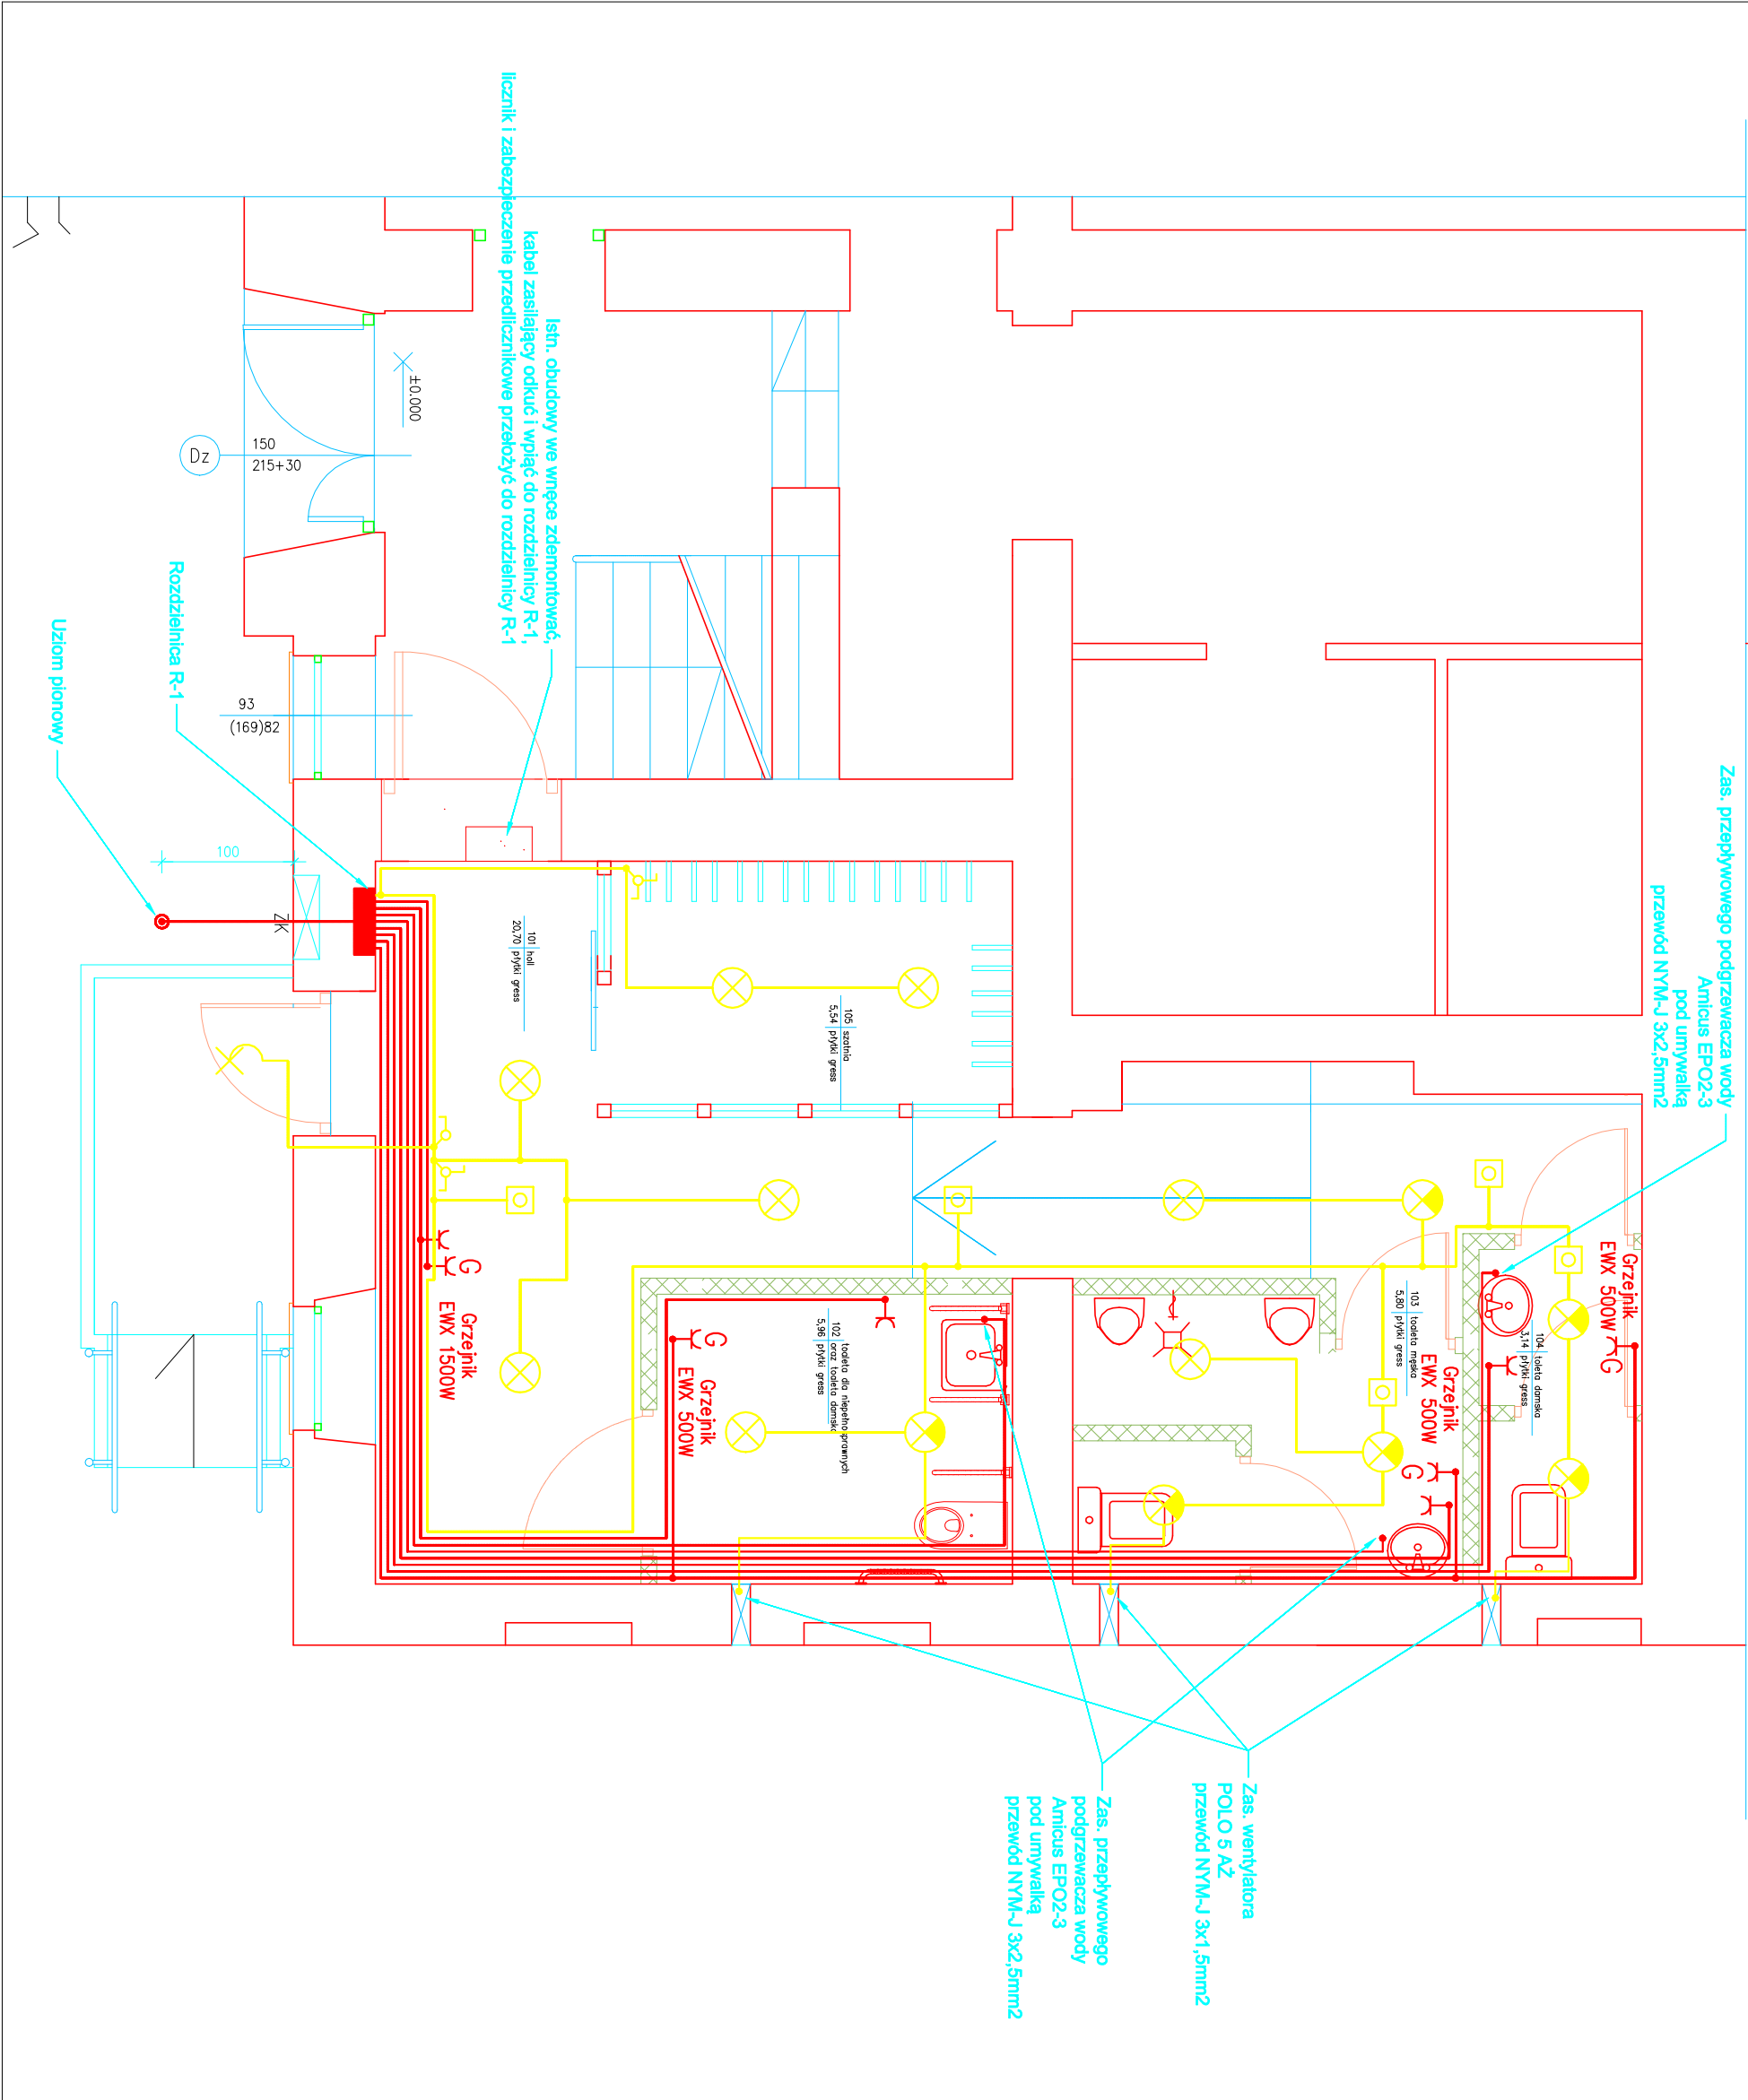 Zas. przepływowego podgrzewacza wody
Amicus EPO2-3
pod umywalką
przewód NYM-J 3x2,5mm2
Istn. obudowy we wnęce zdemontować,
kabel zasilający odkuć i wpiąć do rozdzielnicy R-1,
licznik i zabezpieczenie przedlicznikowe przełożyć do rozdzielnicy R-1
±0.000
Dz
150
215+30
Rozdzielnica R-1
Uziom pionowy
93
(169)82
100
ZK
101 holl
20,70 płytki gress
105 szatnia
5,54 płytki gress
Grzejnik
EWX 500W
G
104 toleta damska
3,14 płytki gress
103 toaleta męska
5,80 płytki gress
Grzejnik
EWX 500W
G
102 toaleta dla niepełnosprawnych
oraz toaleta damska
5,96 płytki gress
G
Grzejnik
EWX 500W
G
Grzejnik
EWX 1500W
Zas. wentylatora
POLO 5 AŻ
przewód NYM-J 3x1,5mm2
Zas. przepływowego
podgrzewacza wody
Amicus EPO2-3
pod umywalką
przewód NYM-J 3x2,5mm2